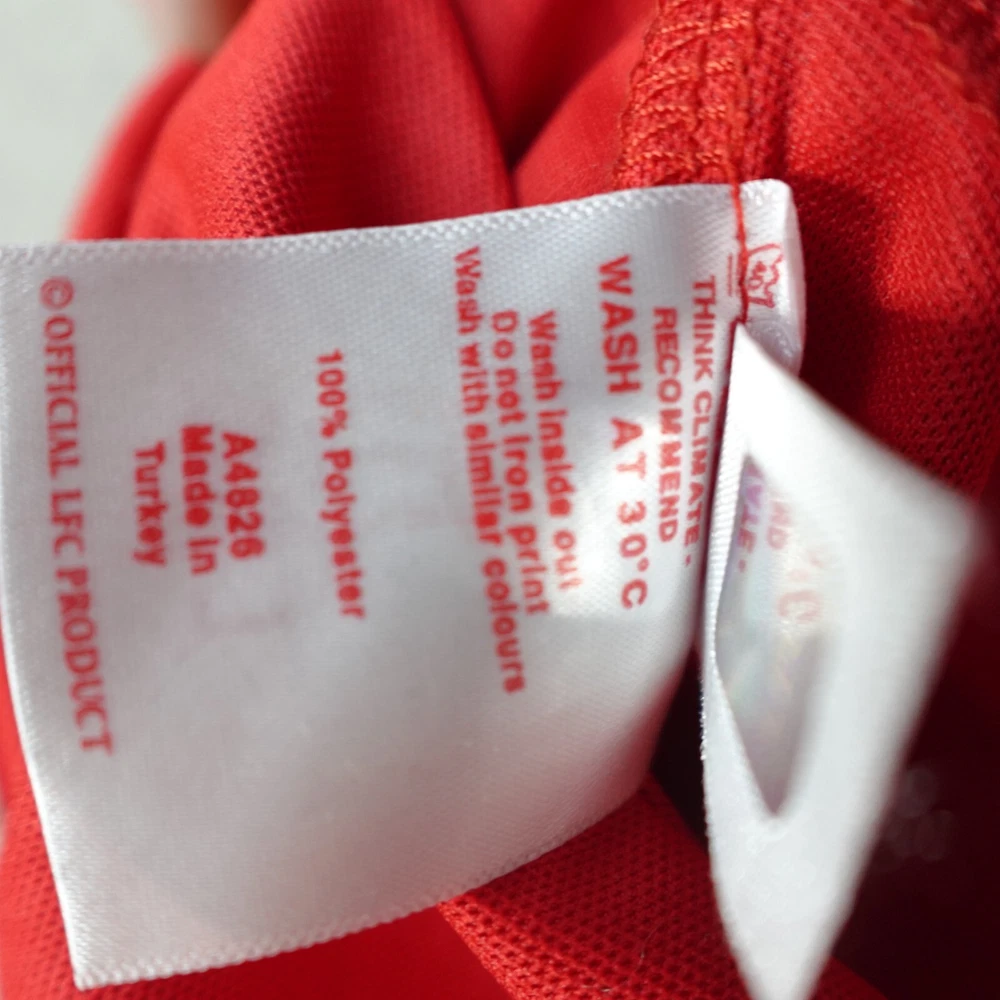 THINK CLIMATE-
RECOMMEND
WASH AT 30°C
Wash inside out
Do not iron print
Wash with similar colours
100% Polyester
A4826
Made in
Turkey
©OFFICIAL LFC PRODUCT